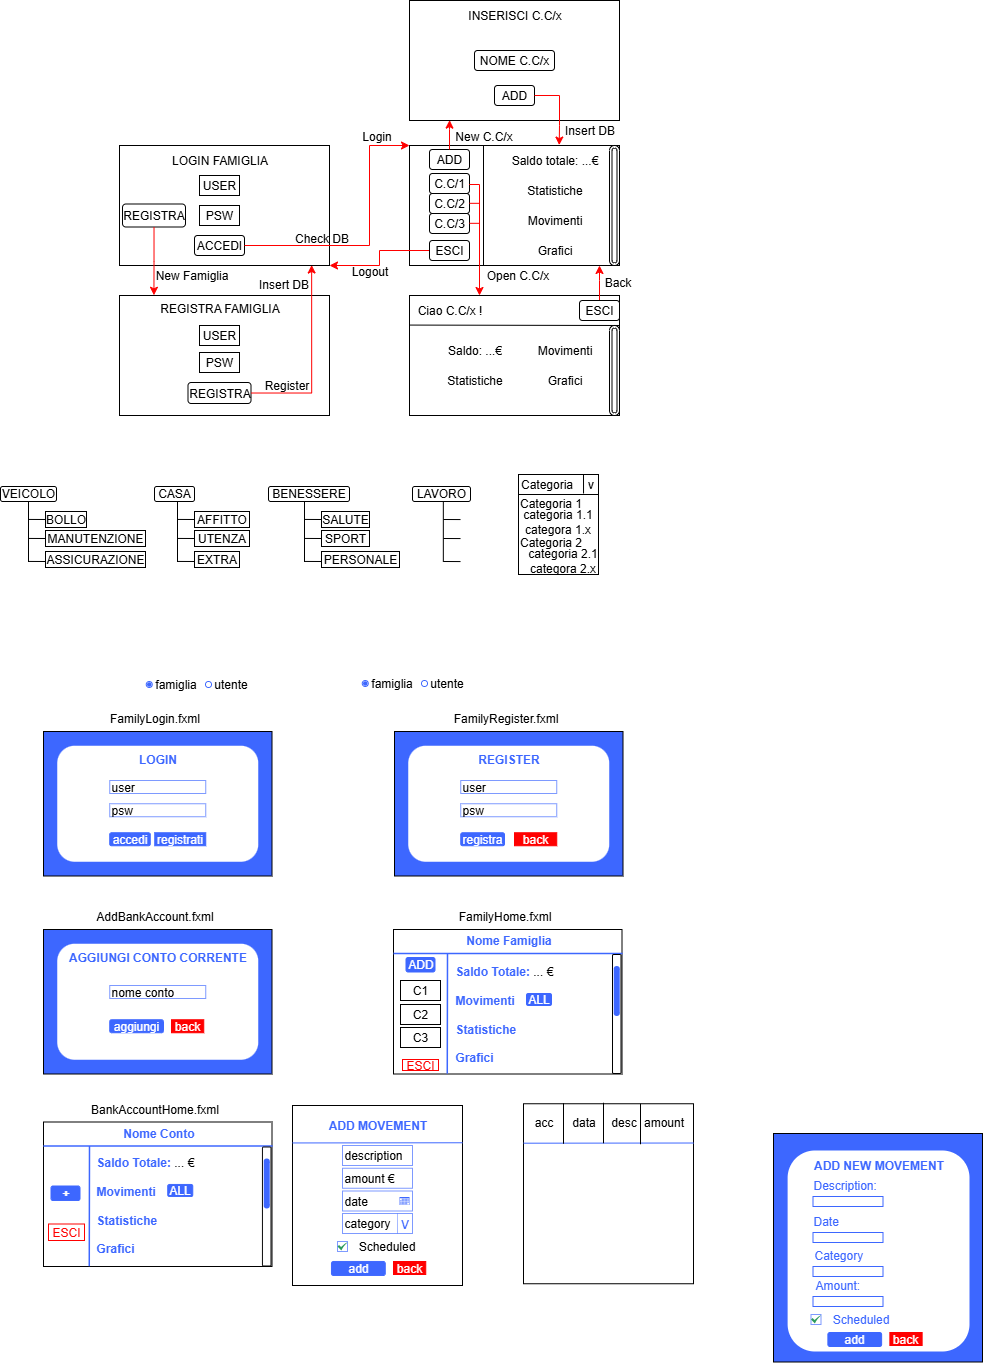 INSERISCI C.C/x
NOME C.C/x
ADD
Insert DB
New C.C/x
Login
LOGIN FAMIGLIA
USER
REGISTRA
PSW
ACCEDI
Check DB
ADD
C.C/1
C.C/2
C.C/3
ESCI
Saldo totale: ...€
Statistiche
Movimenti
Grafici
Logout
New Famiglia
Insert DB
Open C.C/x
Back
REGISTRA FAMIGLIA
USER
PSW
REGISTRA
Register
Ciao C.C/x !
ESCI
Saldo: ...€
Movimenti
Statistiche
Grafici
VEICOLO
BOLLO
MANUTENZIONE
ASSICURAZIONE
CASA
AFFITTO
UTENZA
EXTRA
BENESSERE
SALUTE
SPORT
PERSONALE
LAVORO
Categoria v
Categoria 1
categoria 1.1
categora 1.x
Categoria 2
categoria 2.1
categora 2.x
famiglia utente
famiglia utente
FamilyLogin.fxml
LOGIN
user
psw
accedi registrati
FamilyRegister.fxml
REGISTER
user
psw
registra back
AddBankAccount.fxml
AGGIUNGI CONTO CORRENTE
nome conto
aggiungi back
FamilyHome.fxml
Nome Famiglia
ADD
C1
C2
C3
ESCI
Saldo Totale: ... €
Movimenti ALL
Statistiche
Grafici
BankAccountHome.fxml
Nome Conto
+
ESCI
Saldo Totale: ... €
Movimenti ALL
Statistiche
Grafici
ADD MOVEMENT
description
amount €
date
category V
Scheduled
add back
acc data desc amount
ADD NEW MOVEMENT
Description:
Date
Category
Amount:
Scheduled
add back